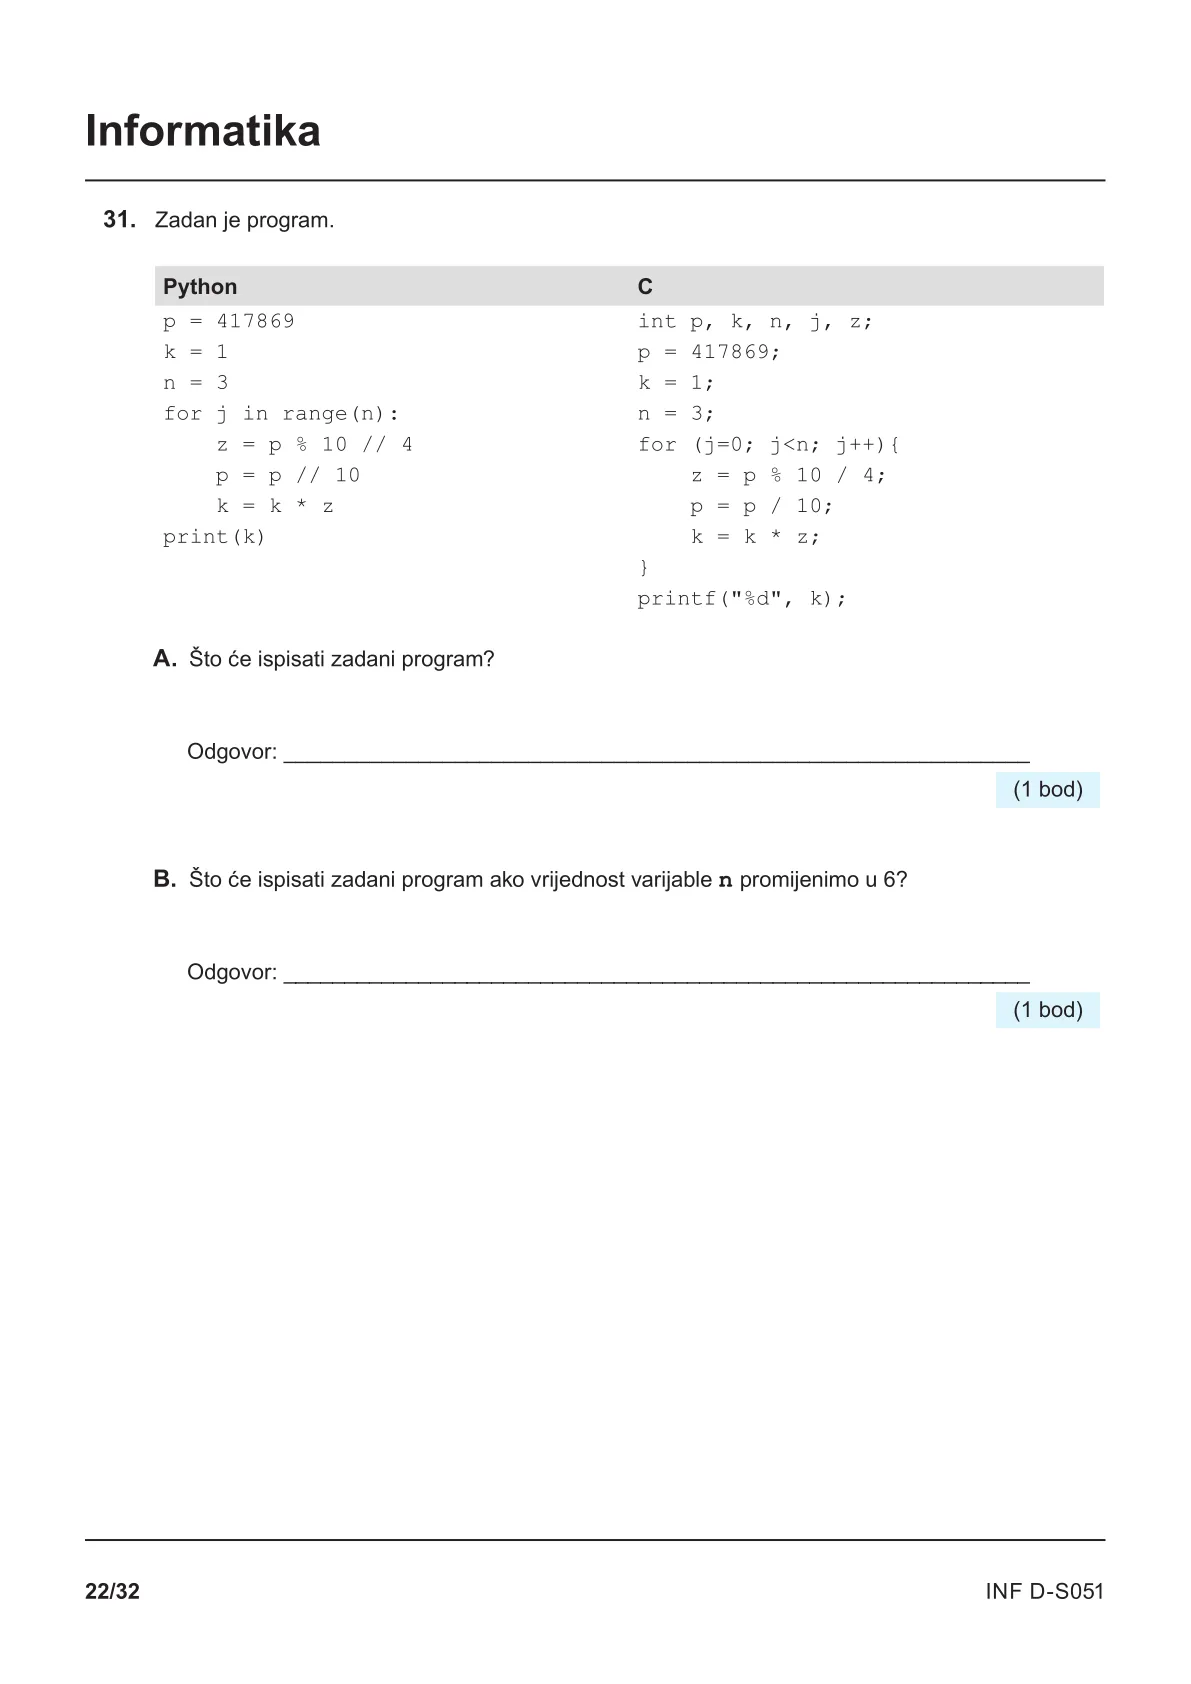 Informatika
31. Zadan je program.
Python C
p = 417869 int p, k, n, j, z;
k = 1 p = 417869;
n = 3 k = 1;
for j in range(n): n = 3;
z = p % 10 // 4 for (j=0; j<n; j++){
p = p // 10 z = p % 10 / 4;
k = k * z p = p / 10;
print(k) k = k * z;
}
printf("%d", k);
A. Što će ispisati zadani program?
Odgovor: ______________________________________________________________
(1 bod)
B. Što će ispisati zadani program ako vrijednost varijable n promijenimo u 6?
Odgovor: ______________________________________________________________
(1 bod)
22/32 INF D-S051